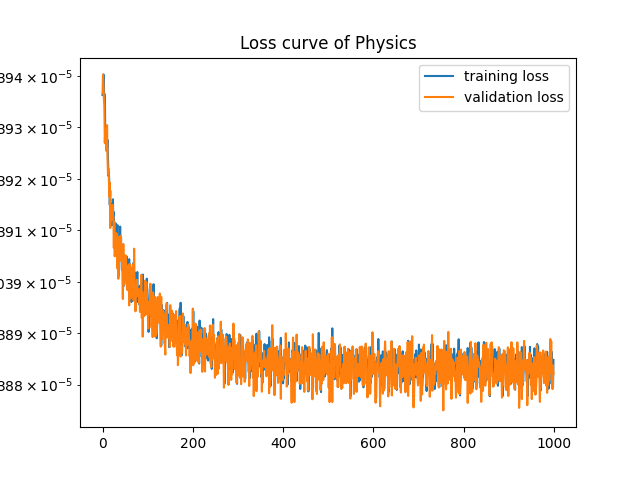 Loss curve of Physics
394 × 10⁻⁵
393 × 10⁻⁵
392 × 10⁻⁵
391 × 10⁻⁵
039 × 10⁻⁵
389 × 10⁻⁵
388 × 10⁻⁵
training loss
validation loss
0 200 400 600 800 1000